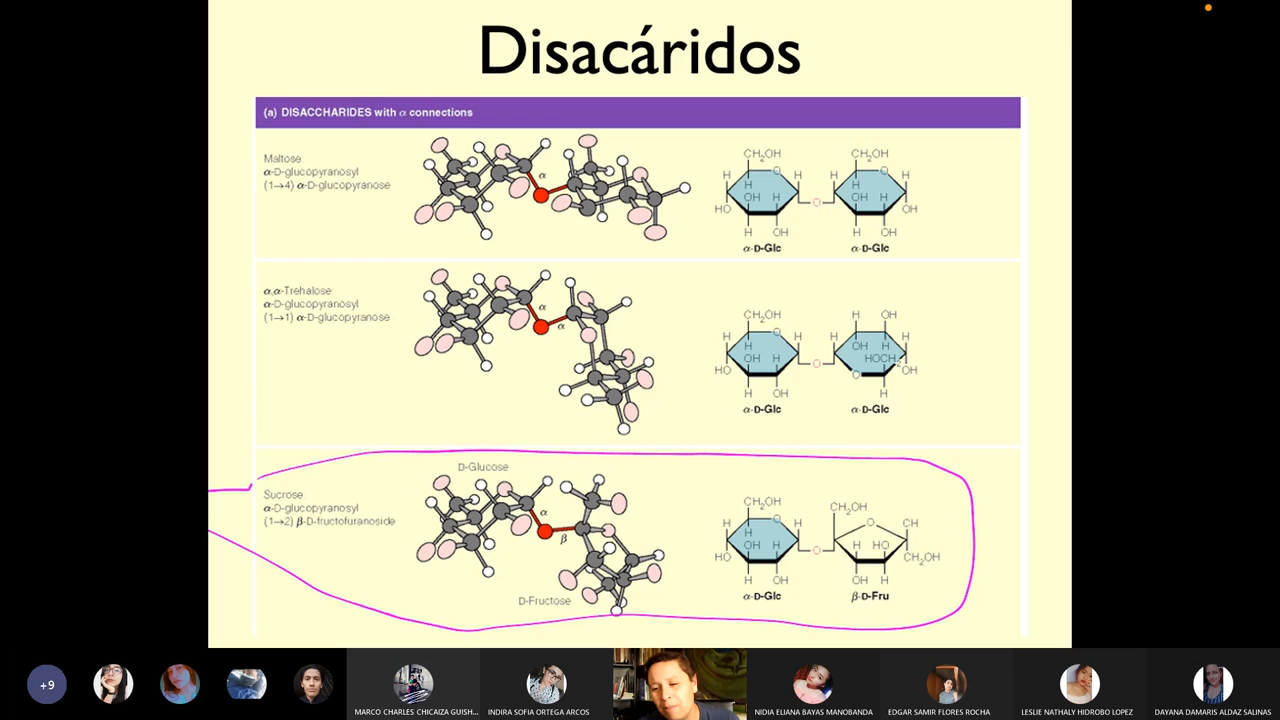 Disacáridos
(a) DISACCHARIDES with α connections
Maltose:
α-D-glucopyranosyl
(1→4) α-D-glucopyranose
α
CH₂OH
CH₂OH
H
H
H
H
H
H
OH
H
OH
H
HO
O
O
O
OH
H
OH
H
OH
α-D-Glc
α-D-Glc
α,α-Trehalose:
α-D-glucopyranosyl
(1→1) α-D-glucopyranose
α
α
CH₂OH
H
OH
H
O
H
H
H
H
OH
H
OH
H
HOCH₂
HO
O
O
OH
H
OH
H
α-D-Glc
α-D-Glc
D-Glucose
Sucrose:
α-D-glucopyranosyl
(1→2) β-D-fructofuranoside
α
β
D-Fructose
CH₂OH
CH₂OH
H
O
H
O
CH
H
OH
H
H
HO
HO
O
CH₂OH
H
OH
OH
H
α-D-Glc
β-D-Fru
+9
MARCO CHARLES CHICAIZA GUISH...
INDIRA SOFIA ORTEGA ARCOS
NIDIA ELIANA BAYAS MANOBANDA
EDGAR SAMIR FLORES ROCHA
LESLIE NATHALY HIDROBO LOPEZ
DAYANA DAMARIS ALDAZ SALINAS